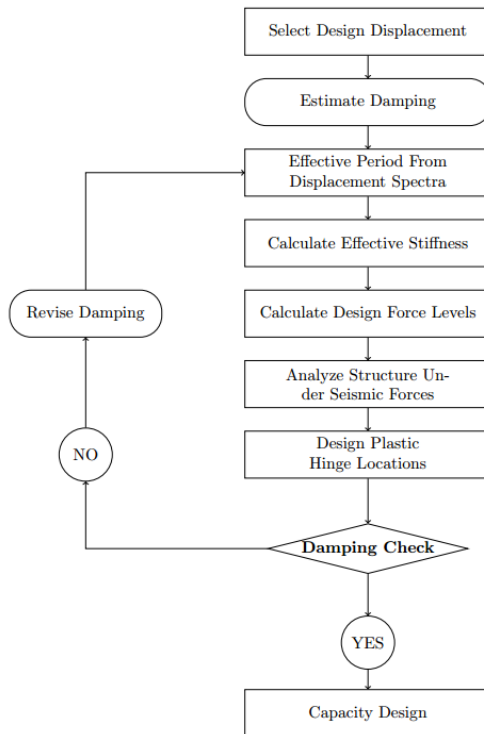 Select Design Displacement
Estimate Damping
Effective Period From
Displacement Spectra
Calculate Effective Stiffness
Revise Damping
Calculate Design Force Levels
Analyze Structure Un-
der Seismic Forces
Design Plastic
Hinge Locations
NO
Damping Check
YES
Capacity Design